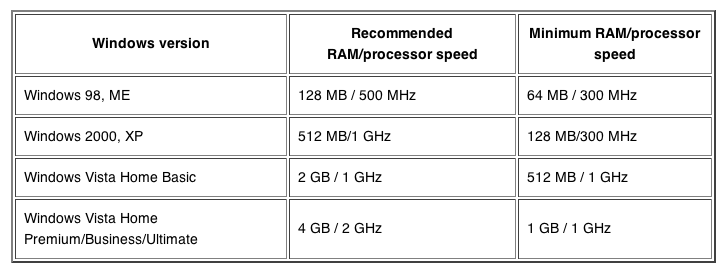 Windows version
Recommended
RAM/processor speed
Minimum RAM/processor
speed
Windows 98, ME
128 MB / 500 MHz
64 MB / 300 MHz
Windows 2000, XP
512 MB/1 GHz
128 MB/300 MHz
Windows Vista Home Basic
2 GB / 1 GHz
512 MB / 1 GHz
Windows Vista Home
Premium/Business/Ultimate
4 GB / 2 GHz
1 GB / 1 GHz